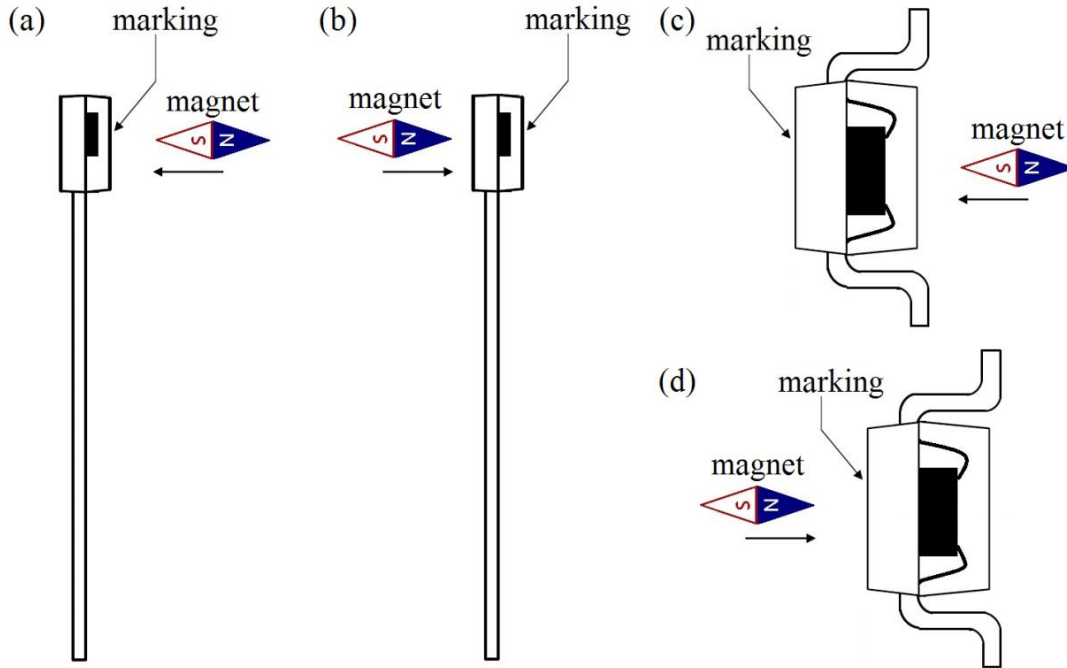 (a)
marking
magnet
S N
(b)
marking
magnet
S N
(c)
marking
magnet
S N
(d)
marking
magnet
S N